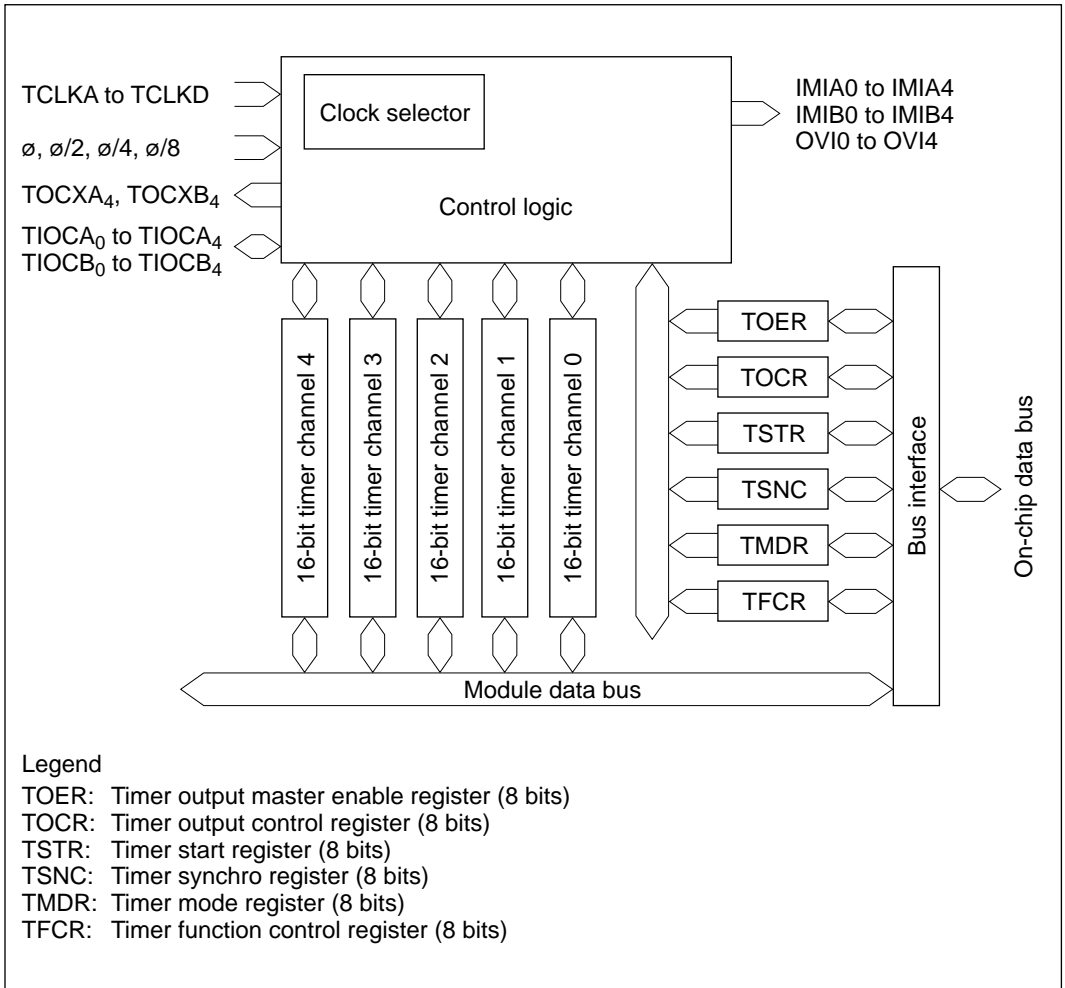 TCLKA to TCLKD
ø, ø/2, ø/4, ø/8
TOCXA4, TOCXB4
TIOCA0 to TIOCA4
TIOCB0 to TIOCB4
Clock selector
Control logic
IMIA0 to IMIA4
IMIB0 to IMIB4
OVI0 to OVI4
16-bit timer channel 4
16-bit timer channel 3
16-bit timer channel 2
16-bit timer channel 1
16-bit timer channel 0
TOER
TOCR
TSTR
TSNC
TMDR
TFCR
Bus interface
On-chip data bus
Module data bus
Legend
TOER: Timer output master enable register (8 bits)
TOCR: Timer output control register (8 bits)
TSTR: Timer start register (8 bits)
TSNC: Timer synchro register (8 bits)
TMDR: Timer mode register (8 bits)
TFCR: Timer function control register (8 bits)